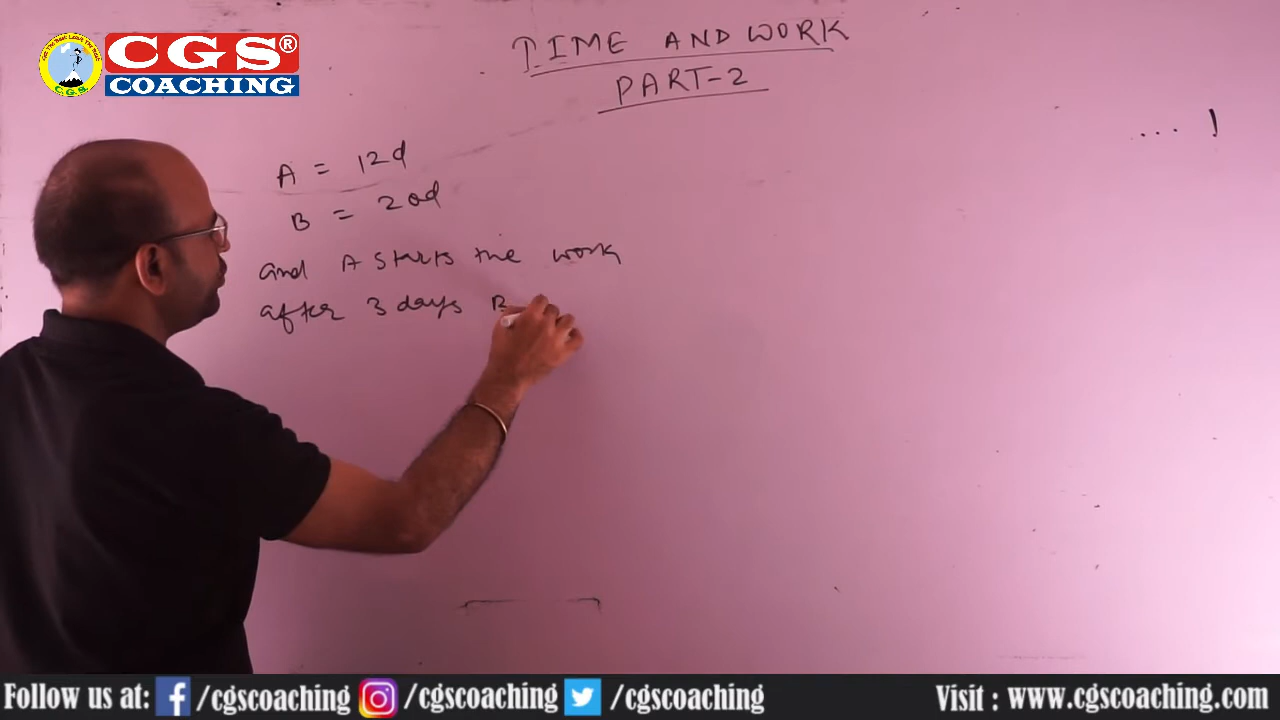 CGS®
COACHING
C.G.S.
TIME AND WORK
PART-2
... 1
A = 12d
B = 20d
and A starts the work
after 3 days B
Follow us at: /cgscoaching /cgscoaching /cgscoaching Visit : www.cgscoaching.com